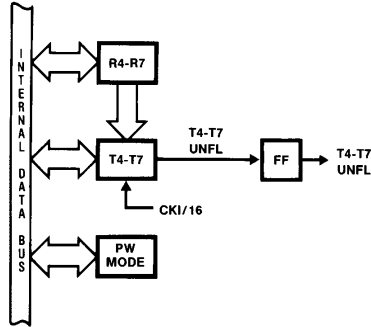 INTERNAL DATA BUS
R4-R7
T4-T7
T4-T7
UNFL
FF
T4-T7
UNFL
CKI/16
PW
MODE